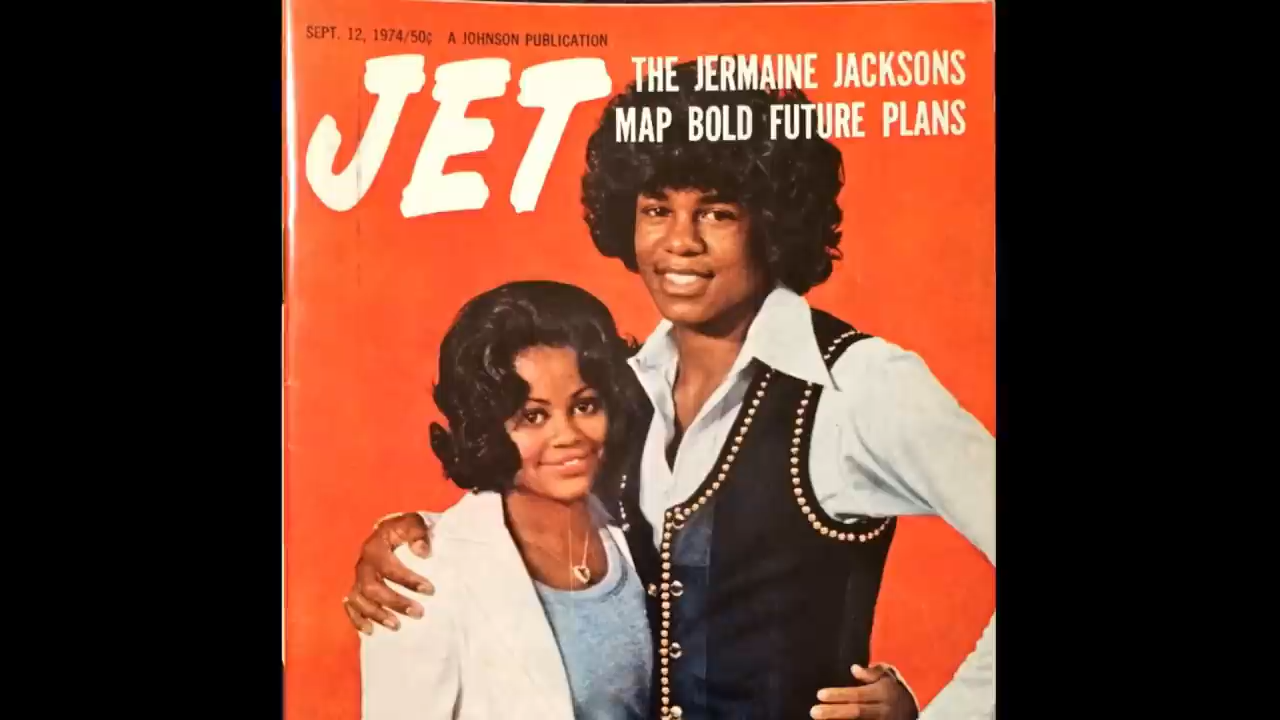 SEPT. 12, 1974/50¢ A JOHNSON PUBLICATION
JET
THE JERMAINE JACKSONS
MAP BOLD FUTURE PLANS